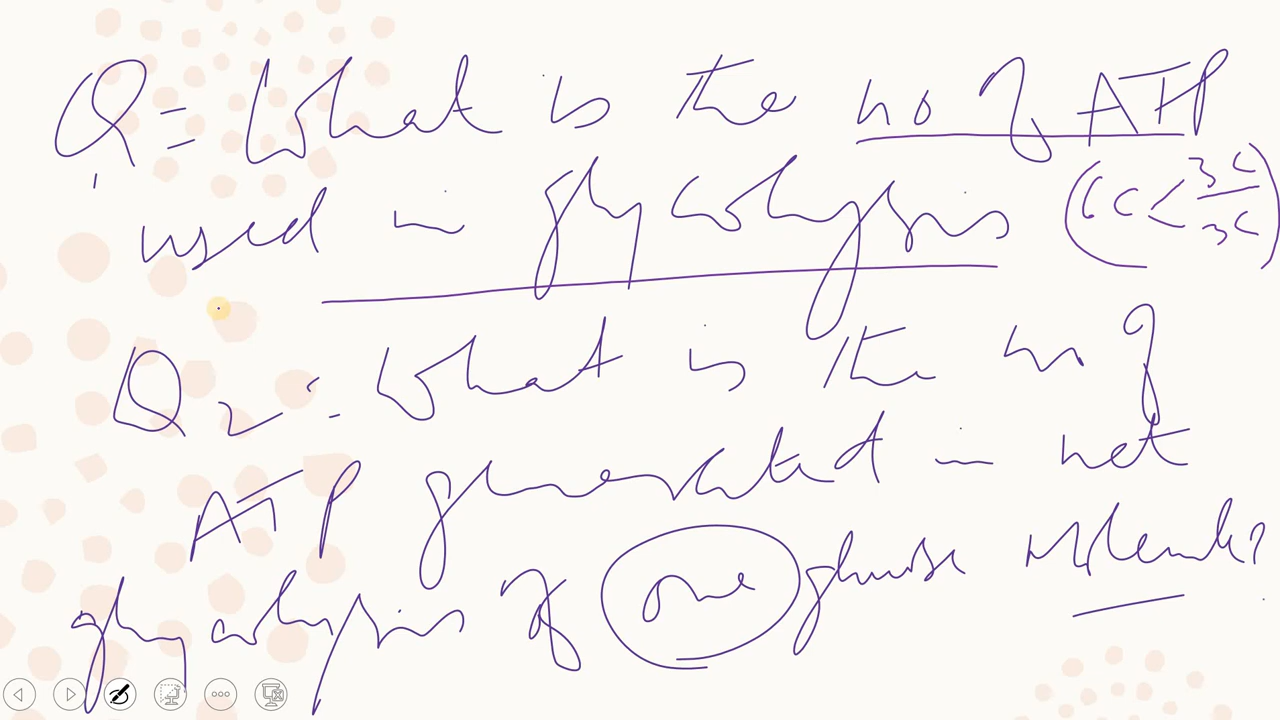 Q1= What is the no of ATP
used in glycolysis (6C < 3C 3C)
Q2: What is the no of
ATP generated in net
glycolysis of one glucose molecule?